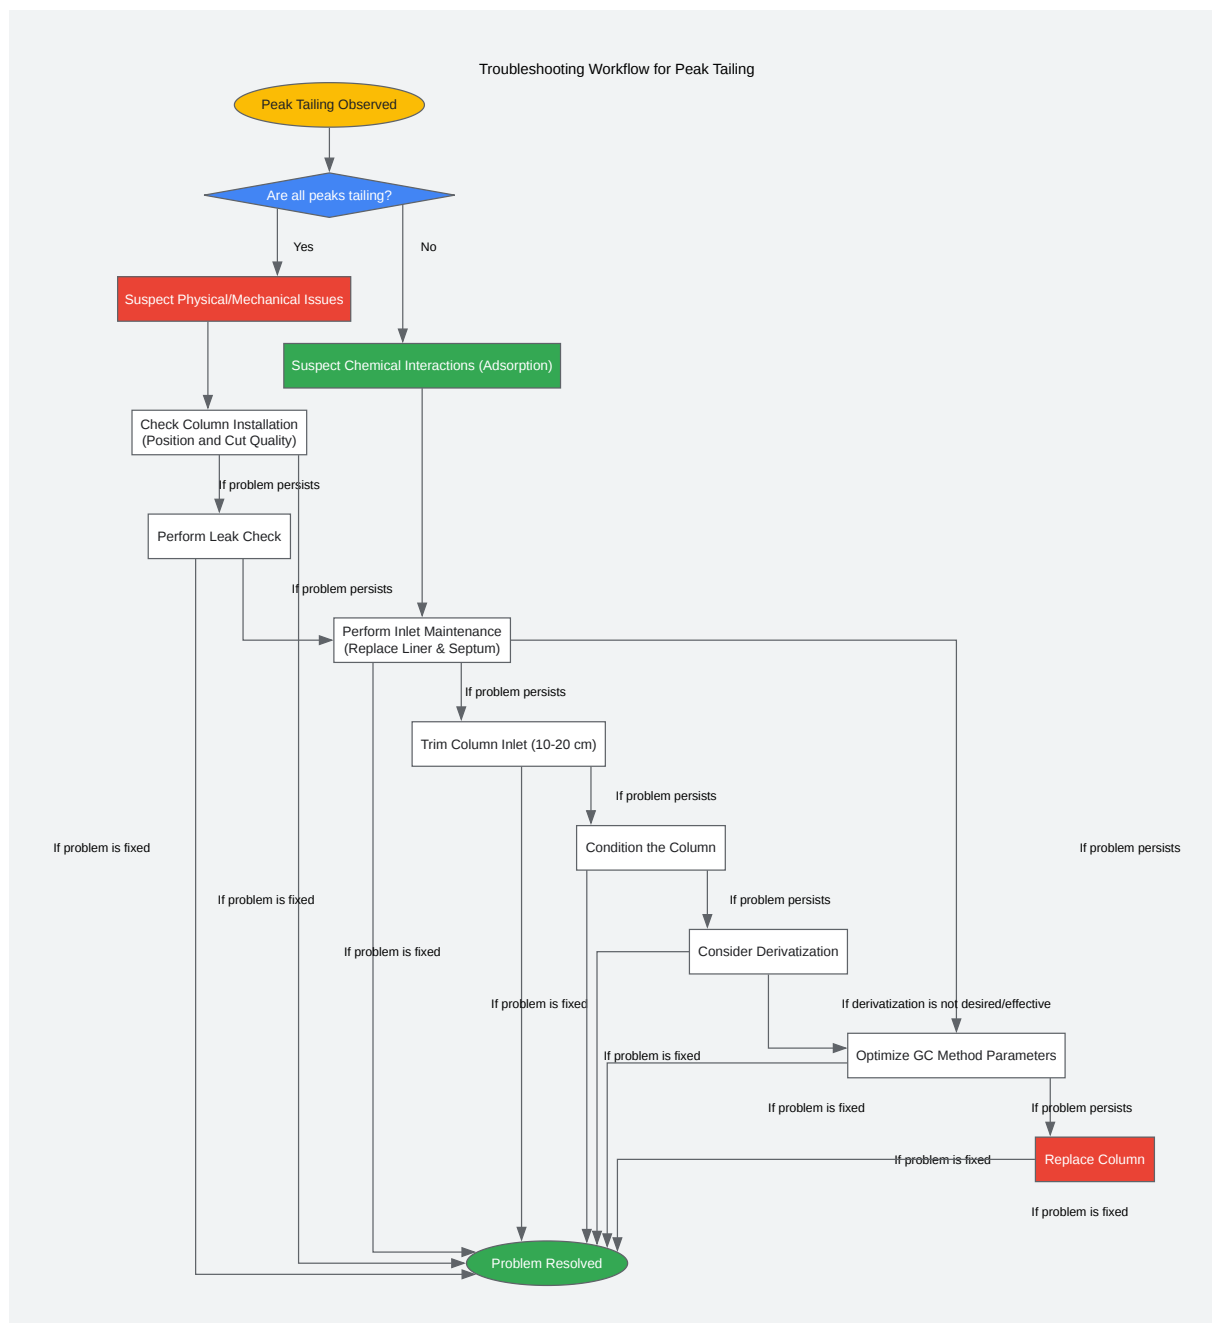 Troubleshooting Workflow for Peak Tailing
Peak Tailing Observed
Are all peaks tailing?
Yes
No
Suspect Physical/Mechanical Issues
Suspect Chemical Interactions (Adsorption)
Check Column Installation
(Position and Cut Quality)
If problem persists
Perform Leak Check
If problem persists
Perform Inlet Maintenance
(Replace Liner & Septum)
If problem persists
Trim Column Inlet (10-20 cm)
If problem persists
If problem is fixed
Condition the Column
If problem persists
If problem is fixed
If problem persists
If problem is fixed
Consider Derivatization
If problem is fixed
If derivatization is not desired/effective
If problem is fixed
Optimize GC Method Parameters
If problem is fixed
If problem persists
If problem is fixed
Replace Column
If problem is fixed
Problem Resolved